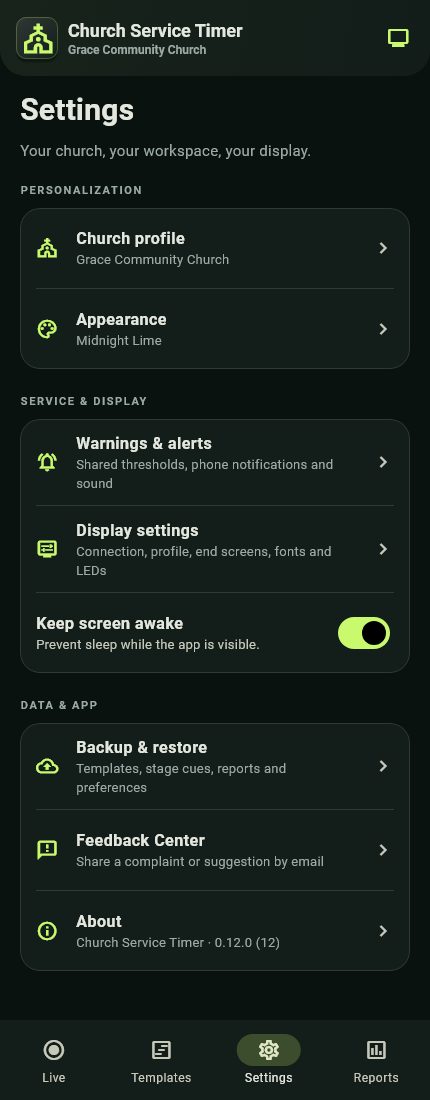 Church Service Timer
Grace Community Church
Settings
Your church, your workspace, your display.
PERSONALIZATION
Church profile
Grace Community Church
Appearance
Midnight Lime
SERVICE & DISPLAY
Warnings & alerts
Shared thresholds, phone notifications and
sound
Display settings
Connection, profile, end screens, fonts and
LEDs
Keep screen awake
Prevent sleep while the app is visible.
DATA & APP
Backup & restore
Templates, stage cues, reports and
preferences
Feedback Center
Share a complaint or suggestion by email
About
Church Service Timer · 0.12.0 (12)
Live
Templates
Settings
Reports